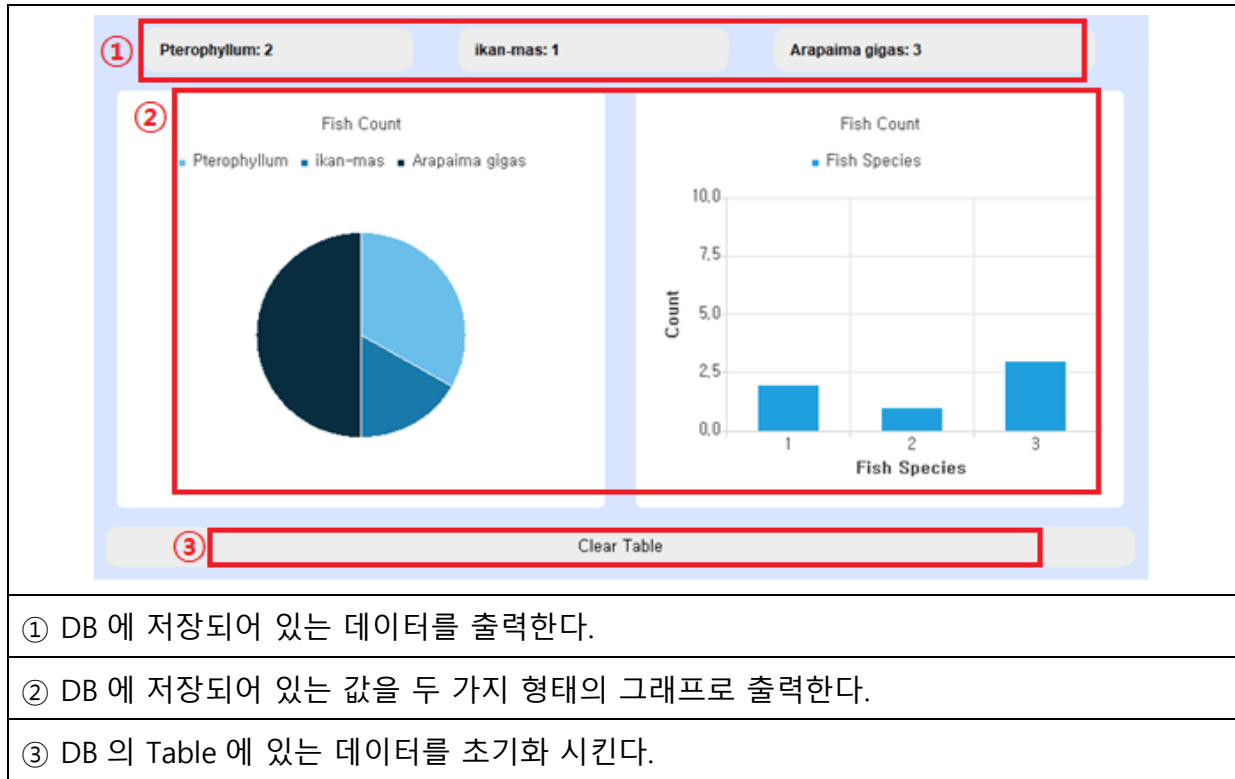 ① Pterophyllum: 2 ikan-mas: 1 Arapaima gigas: 3
②
Fish Count
Pterophyllum ikan-mas Arapaima gigas
Fish Count
Fish Species
10,0
7,5
5,0
2,5
0,0
Count
1 2 3
Fish Species
③ Clear Table
① DB 에 저장되어 있는 데이터를 출력한다.
② DB 에 저장되어 있는 값을 두 가지 형태의 그래프로 출력한다.
③ DB 의 Table 에 있는 데이터를 초기화 시킨다.